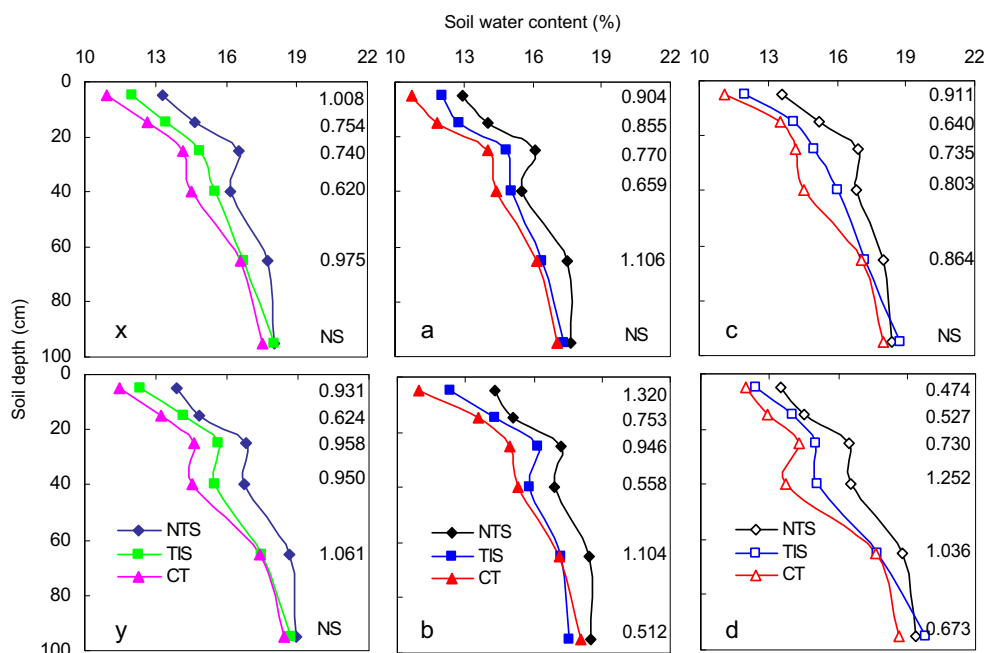 Soil water content (%)
10 13 16 19 22 10 13 16 19 22 10 13 16 19 22
0
20
40
60
80
100
1.008
0.754
0.740
0.620
0.975
NS
x
0.904
0.855
0.770
0.659
1.106
NS
a
0.911
0.640
0.735
0.803
0.864
NS
c
Soil depth (cm)
0
20
40
60
80
100
0.931
0.624
0.958
0.950
1.061
NS
NTS
TIS
CT
y
1.320
0.753
0.946
0.558
1.104
0.512
NTS
TIS
CT
b
0.474
0.527
0.730
1.252
1.036
0.673
NTS
TIS
CT
d